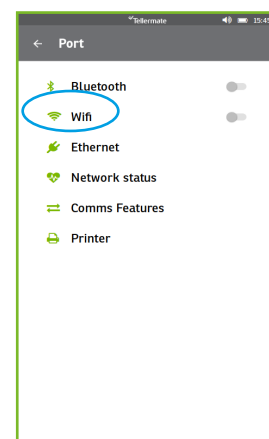 Tellermate 15:45
Port
Bluetooth
Wifi
Ethernet
Network status
Comms Features
Printer